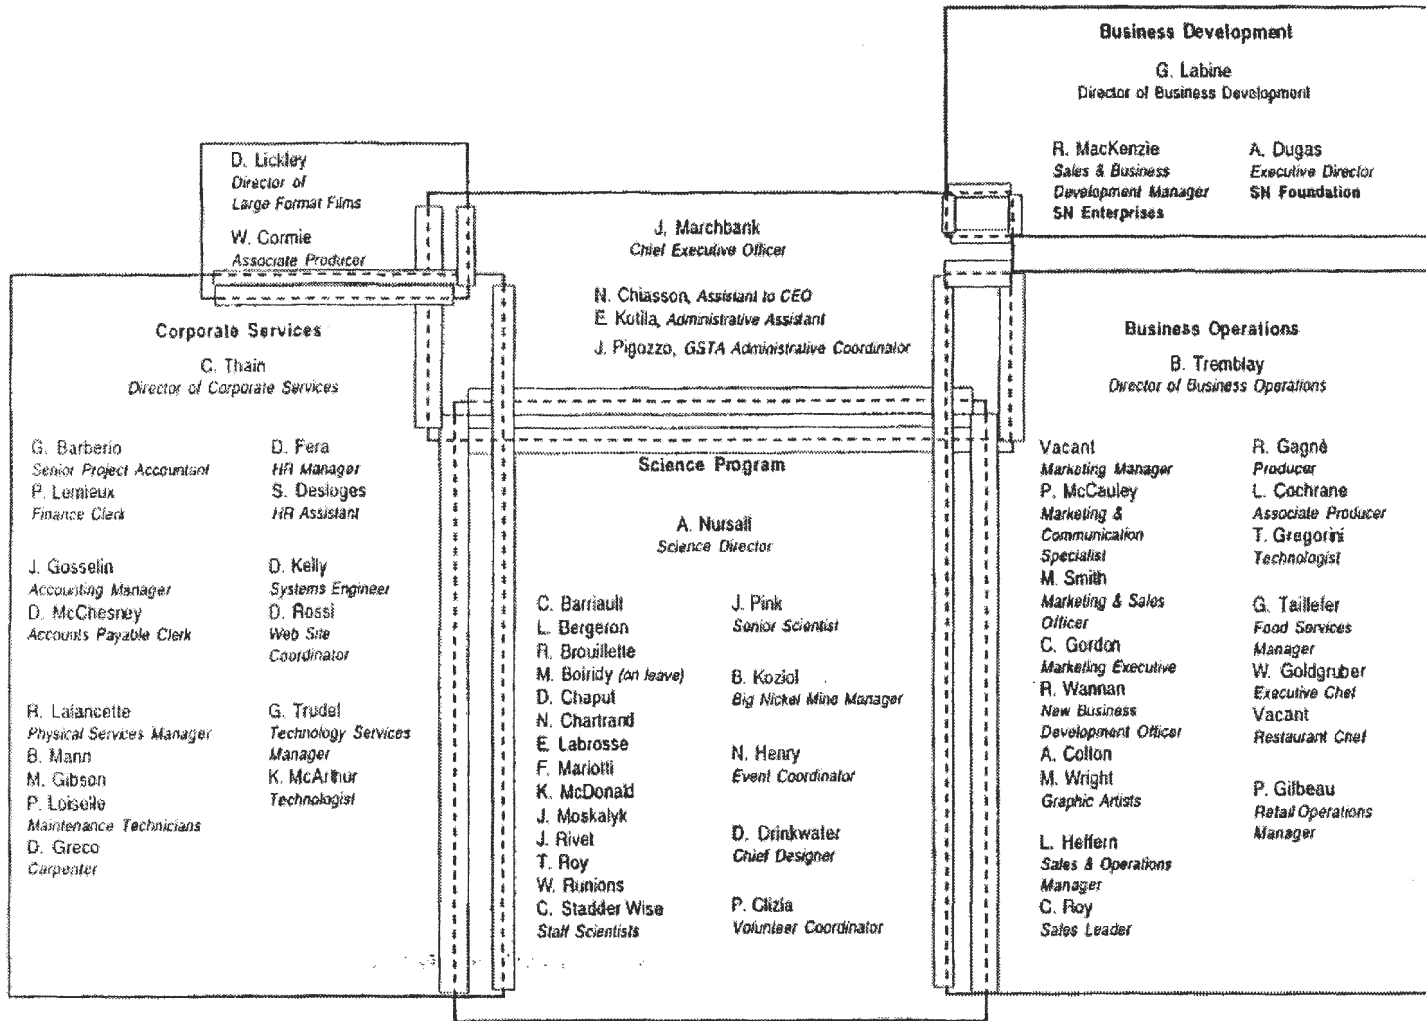 Business Development
G. Labine
Director of Business Development
R. MacKenzie
Sales & Business
Development Manager
SN Enterprises
A. Dugas
Executive Director
SN Foundation
D. Lickley
Director of
Large Format Films
W. Cormie
Associate Producer
J. Marchbank
Chief Executive Officer
N. Chiasson, Assistant to CEO
E. Kotila, Administrative Assistant
J. Pigozzo, GSTA Administrative Coordinator
Corporate Services
C. Thain
Director of Corporate Services
G. Barberio
Senior Project Accountant
P. Lemieux
Finance Clerk
J. Gosselin
Accounting Manager
D. McChesney
Accounts Payable Clerk
R. Lalancette
Physical Services Manager
B. Mann
M. Gibson
P. Loiselle
Maintenance Technicians
D. Greco
Carpenter
D. Fera
HR Manager
S. Desloges
HR Assistant
D. Kelly
Systems Engineer
D. Rossi
Web Site
Coordinator
G. Trudel
Technology Services
Manager
K. McArthur
Technologist
Science Program
A. Nursall
Science Director
C. Barriault
L. Bergeron
R. Brouillette
M. Boiridy (on leave)
D. Chaput
N. Chartrand
E. Labrosse
F. Mariotti
K. McDonald
J. Moskalyk
J. Rivet
T. Roy
W. Runions
C. Stadder Wise
Staff Scientists
J. Pink
Senior Scientist
B. Koziol
Big Nickel Mine Manager
N. Henry
Event Coordinator
D. Drinkwater
Chief Designer
P. Clizia
Volunteer Coordinator
Business Operations
B. Tremblay
Director of Business Operations
Vacant
Marketing Manager
P. McCauley
Marketing &
Communication
Specialist
M. Smith
Marketing & Sales
Officer
C. Gordon
Marketing Executive
R. Wannan
New Business
Development Officer
A. Colton
M. Wright
Graphic Artists
L. Heffern
Sales & Operations
Manager
C. Roy
Sales Leader
R. Gagné
Producer
L. Cochrane
Associate Producer
T. Gregorini
Technologist
G. Taillefer
Food Services
Manager
W. Goldgruber
Executive Chef
Vacant
Restaurant Chef
P. Gilbeau
Retail Operations
Manager